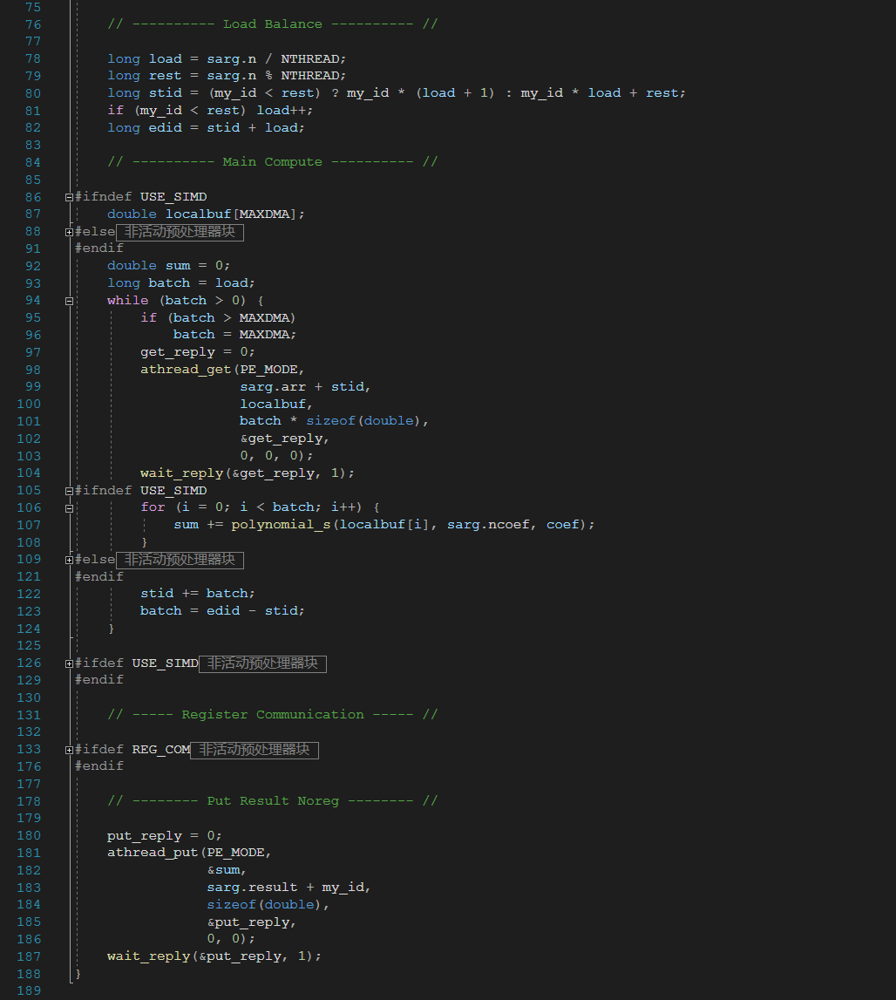 75
76 // ---------- Load Balance ---------- //
77
78 long load = sarg.n / NTHREAD;
79 long rest = sarg.n % NTHREAD;
80 long stid = (my_id < rest) ? my_id * (load + 1) : my_id * load + rest;
81 if (my_id < rest) load++;
82 long edid = stid + load;
83
84 // ---------- Main Compute ---------- //
85
86 #ifndef USE_SIMD
87 double localbuf[MAXDMA];
88 #else 非活动预处理器块
91 #endif
92 double sum = 0;
93 long batch = load;
94 while (batch > 0) {
95 if (batch > MAXDMA)
96 batch = MAXDMA;
97 get_reply = 0;
98 athread_get(PE_MODE,
99 sarg.arr + stid,
100 localbuf,
101 batch * sizeof(double),
102 &get_reply,
103 0, 0, 0);
104 wait_reply(&get_reply, 1);
105 #ifndef USE_SIMD
106 for (i = 0; i < batch; i++) {
107 sum += polynomial_s(localbuf[i], sarg.ncoef, coef);
108 }
109 #else 非活动预处理器块
121 #endif
122 stid += batch;
123 batch = edid - stid;
124 }
125
126 #ifdef USE_SIMD 非活动预处理器块
129 #endif
130
131 // ----- Register Communication ----- //
132
133 #ifdef REG_COM 非活动预处理器块
176 #endif
177
178 // -------- Put Result Noreg -------- //
179
180 put_reply = 0;
181 athread_put(PE_MODE,
182 &sum,
183 sarg.result + my_id,
184 sizeof(double),
185 &put_reply,
186 0, 0);
187 wait_reply(&put_reply, 1);
188 }
189